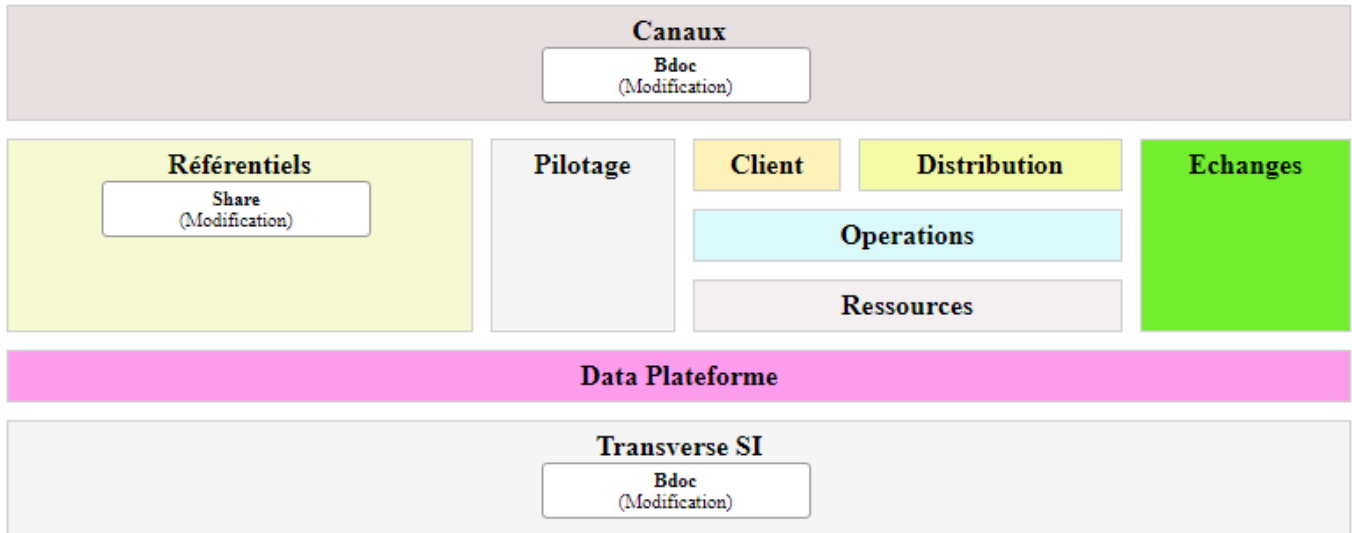 Canaux
Bdoc
(Modification)
Référentiels
Share
(Modification)
Pilotage
Client
Distribution
Echanges
Operations
Ressources
Data Plateforme
Transverse SI
Bdoc
(Modification)